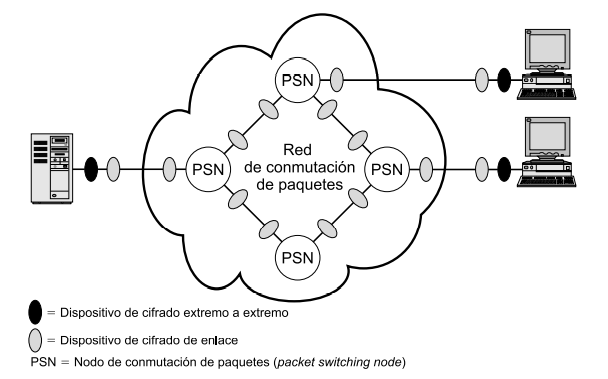 PSN
PSN
Red
de conmutación
de paquetes
PSN
PSN
= Dispositivo de cifrado extremo a extremo
= Dispositivo de cifrado de enlace
PSN = Nodo de conmutación de paquetes (packet switching node)